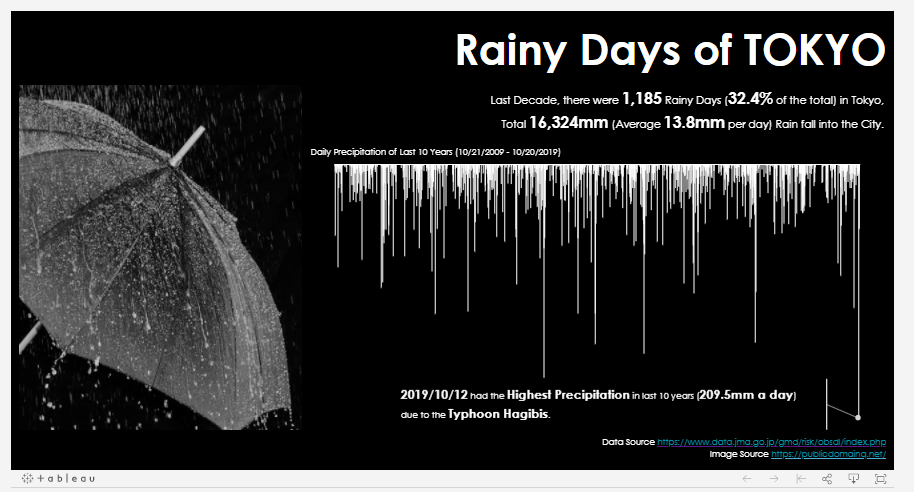 Rainy Days of TOKYO
Last Decade, there were 1,185 Rainy Days (32.4% of the total) in Tokyo,
Total 16,324mm (Average 13.8mm per day) Rain fall into the City.
Daily Precipitation of Last 10 Years (10/21/2009 - 10/20/2019)
2019/10/12 had the Highest Precipitation in last 10 years (209.5mm a day)
due to the Typhoon Hagibis.
Data Source https://www.data.jma.go.jp/gmd/risk/obsdl/index.php
Image Source https://publicdomainq.net/
+ a b | e a u